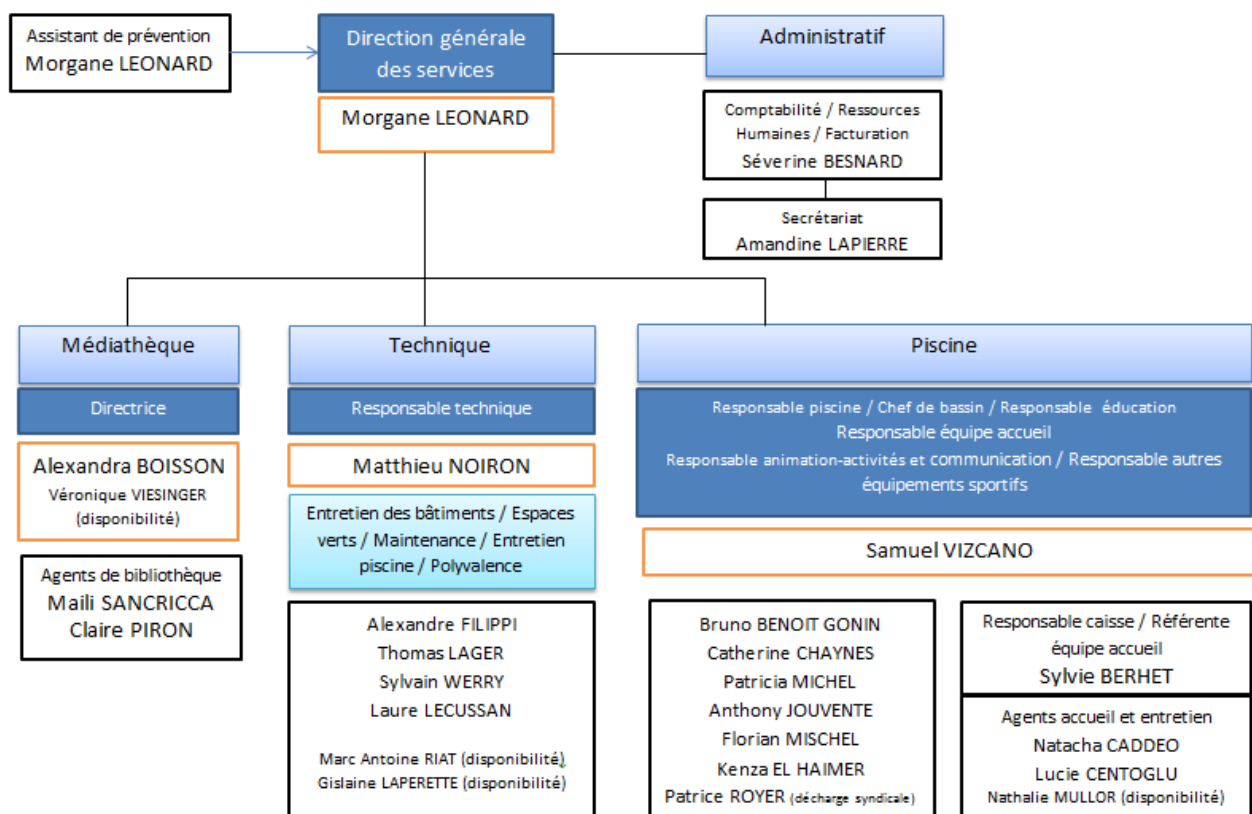 Assistant de prévention
Morgane LEONARD
Direction générale
des services
Morgane LEONARD
Administratif
Comptabilité / Ressources
Humaines / Facturation
Séverine BESNARD
Secrétariat
Amandine LAPIERRE
Médiathèque
Directrice
Alexandra BOISSON
Véronique VIESINGER
(disponibilité)
Agents de bibliothèque
Maili SANCRICCA
Claire PIRON
Technique
Responsable technique
Matthieu NOIRON
Entretien des bâtiments / Espaces
verts / Maintenance / Entretien
piscine / Polyvalence
Alexandre FILIPPI
Thomas LAGER
Sylvain WERRY
Laure LECUSSAN
Marc Antoine RIAT (disponibilité)
Gislaine LAPERETTE (disponibilité)
Piscine
Responsable piscine / Chef de bassin / Responsable éducation
Responsable équipe accueil
Responsable animation-activités et communication / Responsable autres
équipements sportifs
Samuel VIZCANO
Bruno BENOIT GONIN
Catherine CHAYNES
Patricia MICHEL
Anthony JOUVENTE
Florian MISCHEL
Kenza EL HAIMER
Patrice ROYER (décharge syndicale)
Responsable caisse / Référente
équipe accueil
Sylvie BERHET
Agents accueil et entretien
Natacha CADDEO
Lucie CENTOGLU
Nathalie MULLOR (disponibilité)